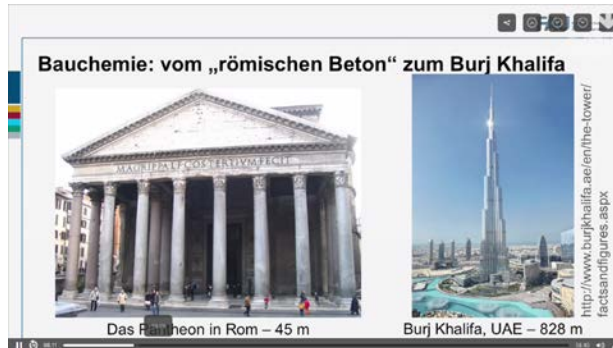 Bauchemie: vom „römischen Beton“ zum Burj Khalifa
M·AGRIPPA·L·F·COS·TERTIVM·FECIT
http://www.burjkhalifa.ae/en/the-tower/
factsandfigures.aspx
Das Pantheon in Rom – 45 m
Burj Khalifa, UAE – 828 m